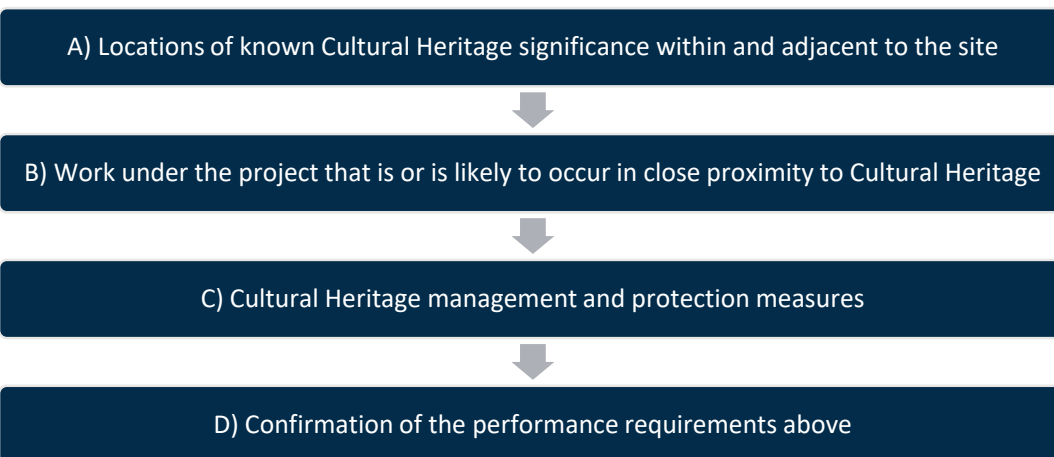 A) Locations of known Cultural Heritage significance within and adjacent to the site
B) Work under the project that is or is likely to occur in close proximity to Cultural Heritage
C) Cultural Heritage management and protection measures
D) Confirmation of the performance requirements above